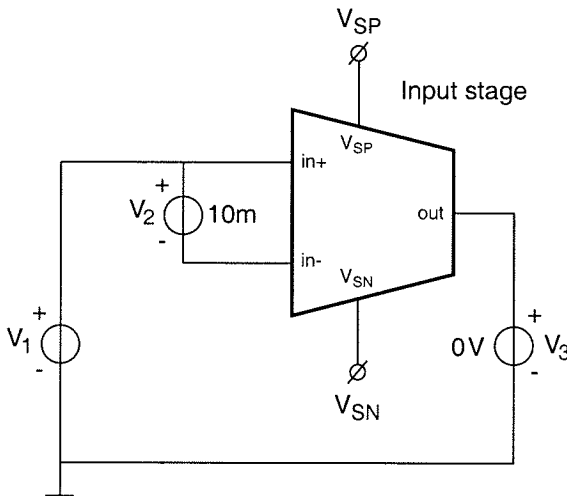 V_SP
Input stage
V_SP
in+
+
V_2
10m
-
out
in-
V_SN
+
V_1
-
+
0V
V_3
-
V_SN